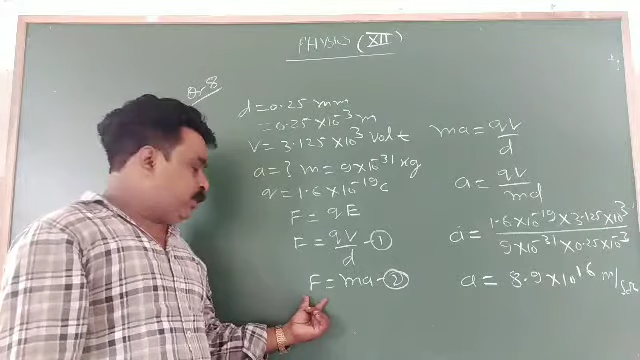 PHYSICS (XII)
Qr. 8
d = 0.25 mm
= 0.25 × 10⁻³ m
V = 3.125 × 10³ Volt
a = ? m = 9 × 10⁻³¹ kg
q = 1.6 × 10⁻¹⁹ C
F = qE
F = qV/d — ①
F = ma — ②
ma = qV/d
a = qV/md
a = 1.6 × 10⁻¹⁹ × 3.125 × 10³ / 9 × 10⁻³¹ × 0.25 × 10⁻³
a = 8.9 × 10¹⁶ m/sec